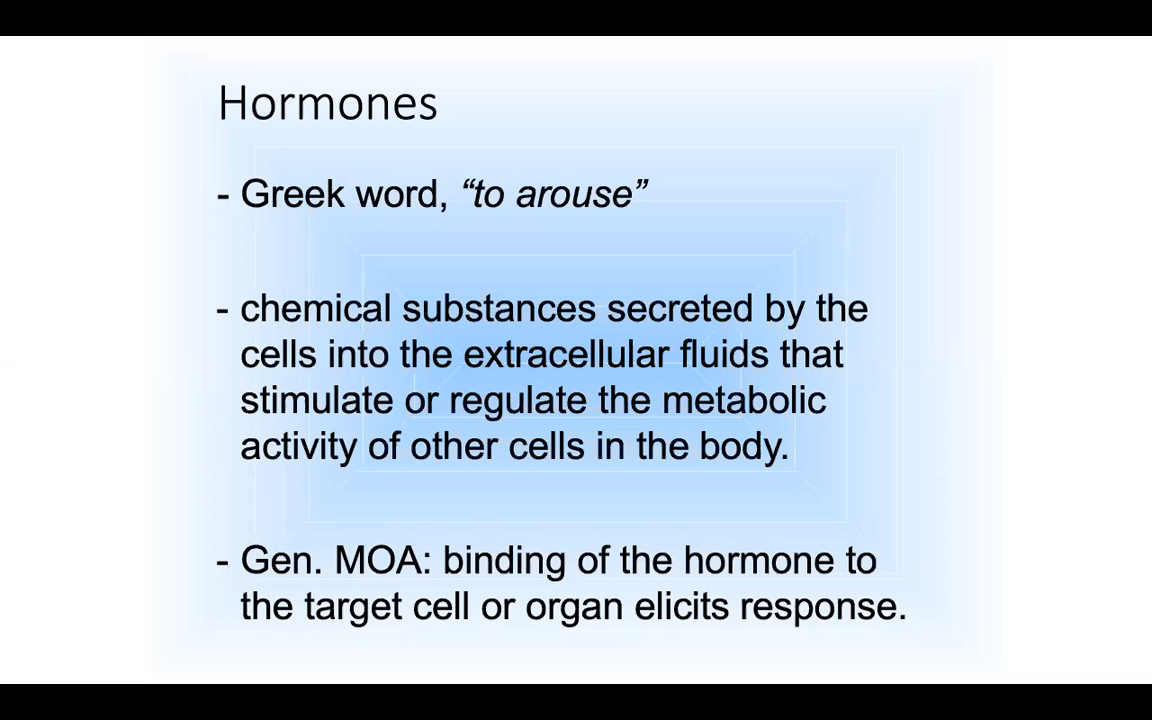 Hormones
- Greek word, “to arouse”
- chemical substances secreted by the
cells into the extracellular fluids that
stimulate or regulate the metabolic
activity of other cells in the body.
- Gen. MOA: binding of the hormone to
the target cell or organ elicits response.